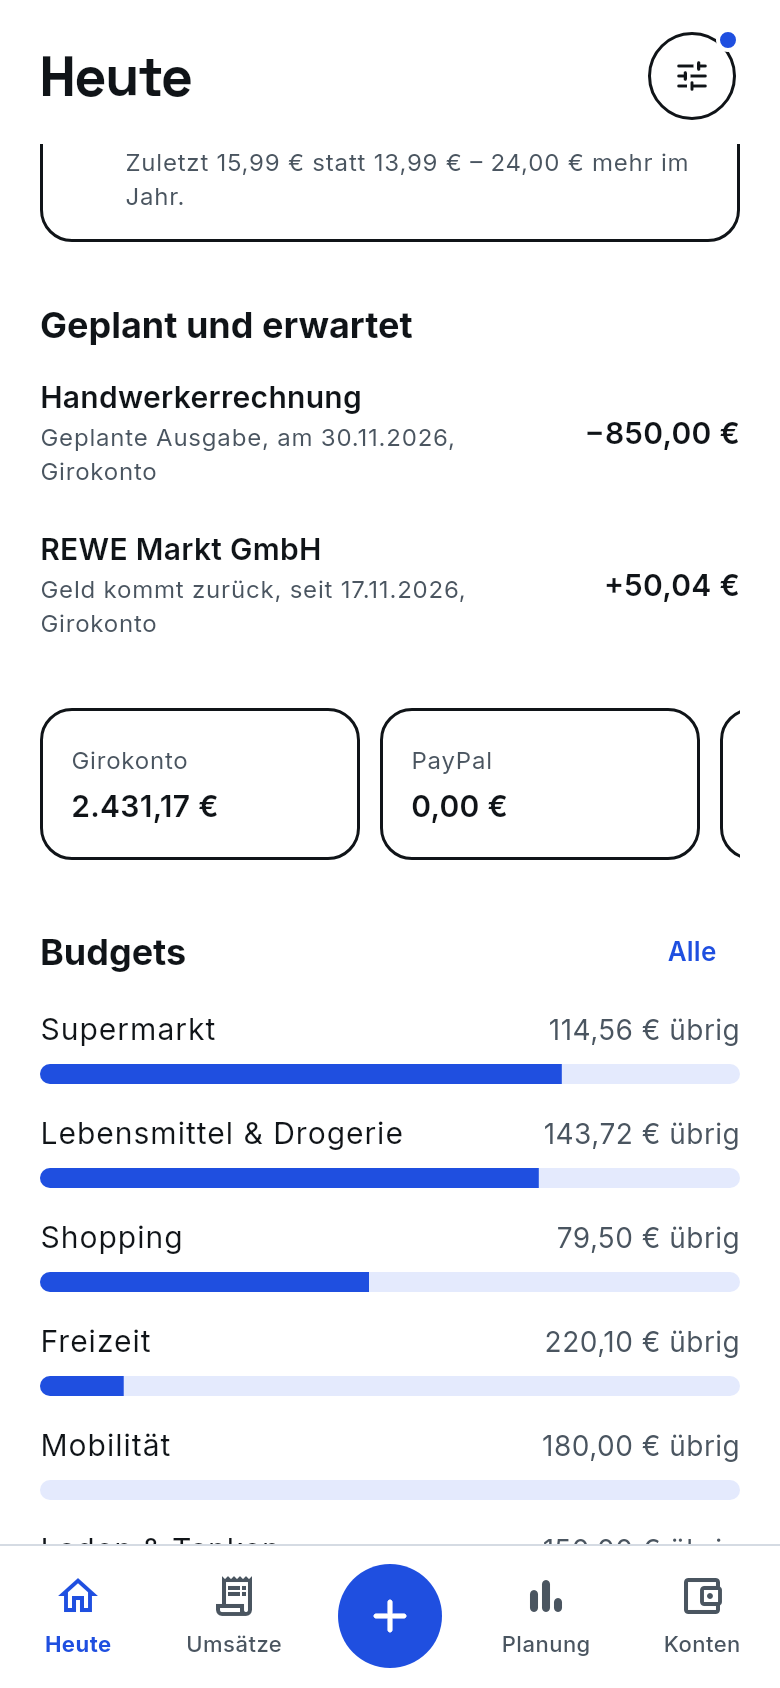 Heute
Zuletzt 15,99 € statt 13,99 € – 24,00 € mehr im
Jahr.
Geplant und erwartet
Handwerkerrechnung
Geplante Ausgabe, am 30.11.2026,
Girokonto
−850,00 €
REWE Markt GmbH
Geld kommt zurück, seit 17.11.2026,
Girokonto
+50,04 €
Girokonto
2.431,17 €
PayPal
0,00 €
Budgets
Alle
Supermarkt
114,56 € übrig
Lebensmittel & Drogerie
143,72 € übrig
Shopping
79,50 € übrig
Freizeit
220,10 € übrig
Mobilität
180,00 € übrig
Heute
Umsätze
Planung
Konten